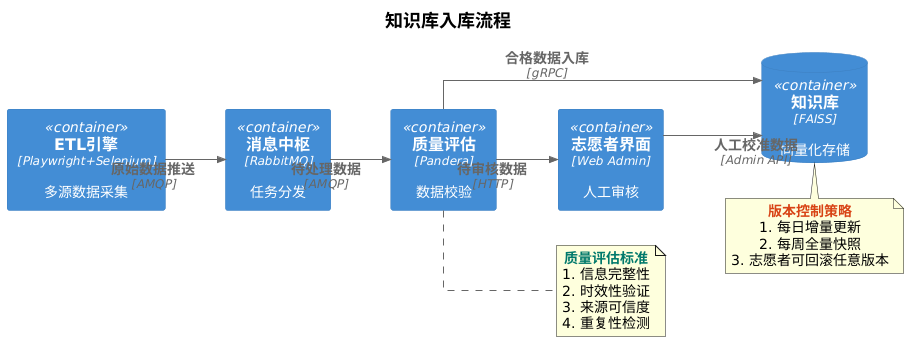 知识库入库流程
合格数据入库
[gRPC]
«container»
ETL引擎
[Playwright+Selenium]
多源数据采集
原始数据推送
[AMQP]
«container»
消息中枢
[RabbitMQ]
任务分发
待处理数据
[AMQP]
«container»
质量评估
[Pandera]
数据校验
待审核数据
[HTTP]
«container»
志愿者界面
[Web Admin]
人工审核
人工校准数据
[Admin API]
«container»
知识库
[FAISS]
向量化存储
质量评估标准
1. 信息完整性
2. 时效性验证
3. 来源可信度
4. 重复性检测
版本控制策略
1. 每日增量更新
2. 每周全量快照
3. 志愿者可回滚任意版本